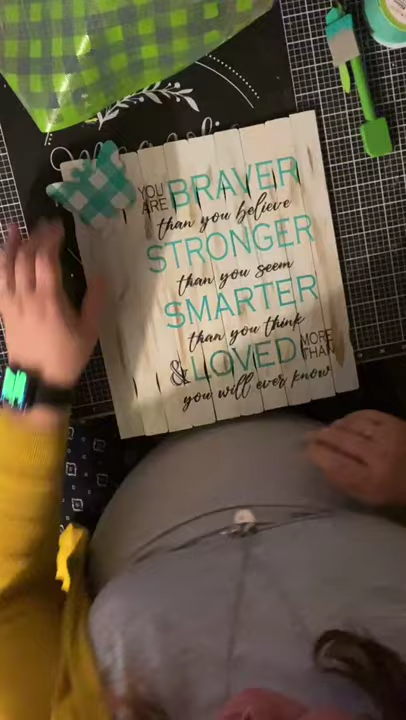 YOU ARE BRAVER
than you believe
STRONGER
than you seem
SMARTER
than you think
& LOVED MORE THAN
you will ever know